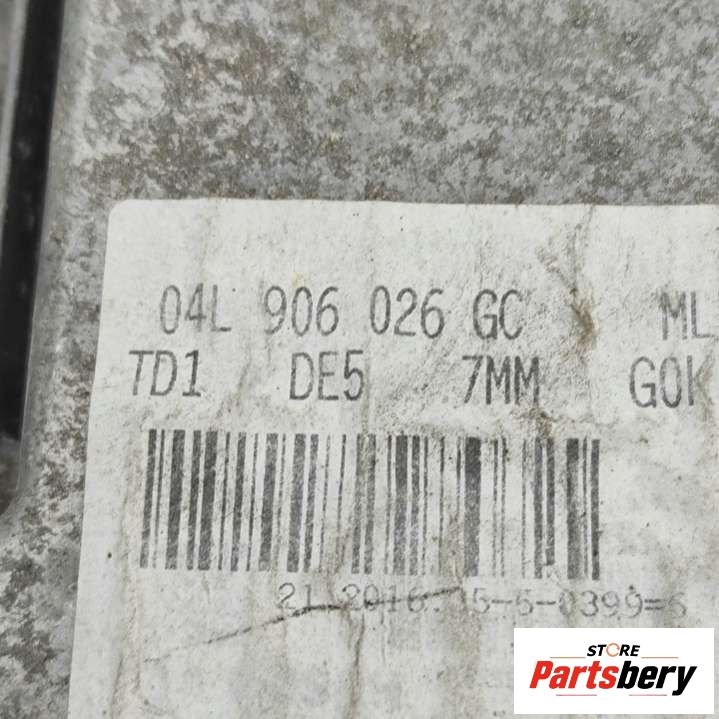 04L 906 026 GC ML
TD1 DE5 7MM G0K
STORE
Partsbery